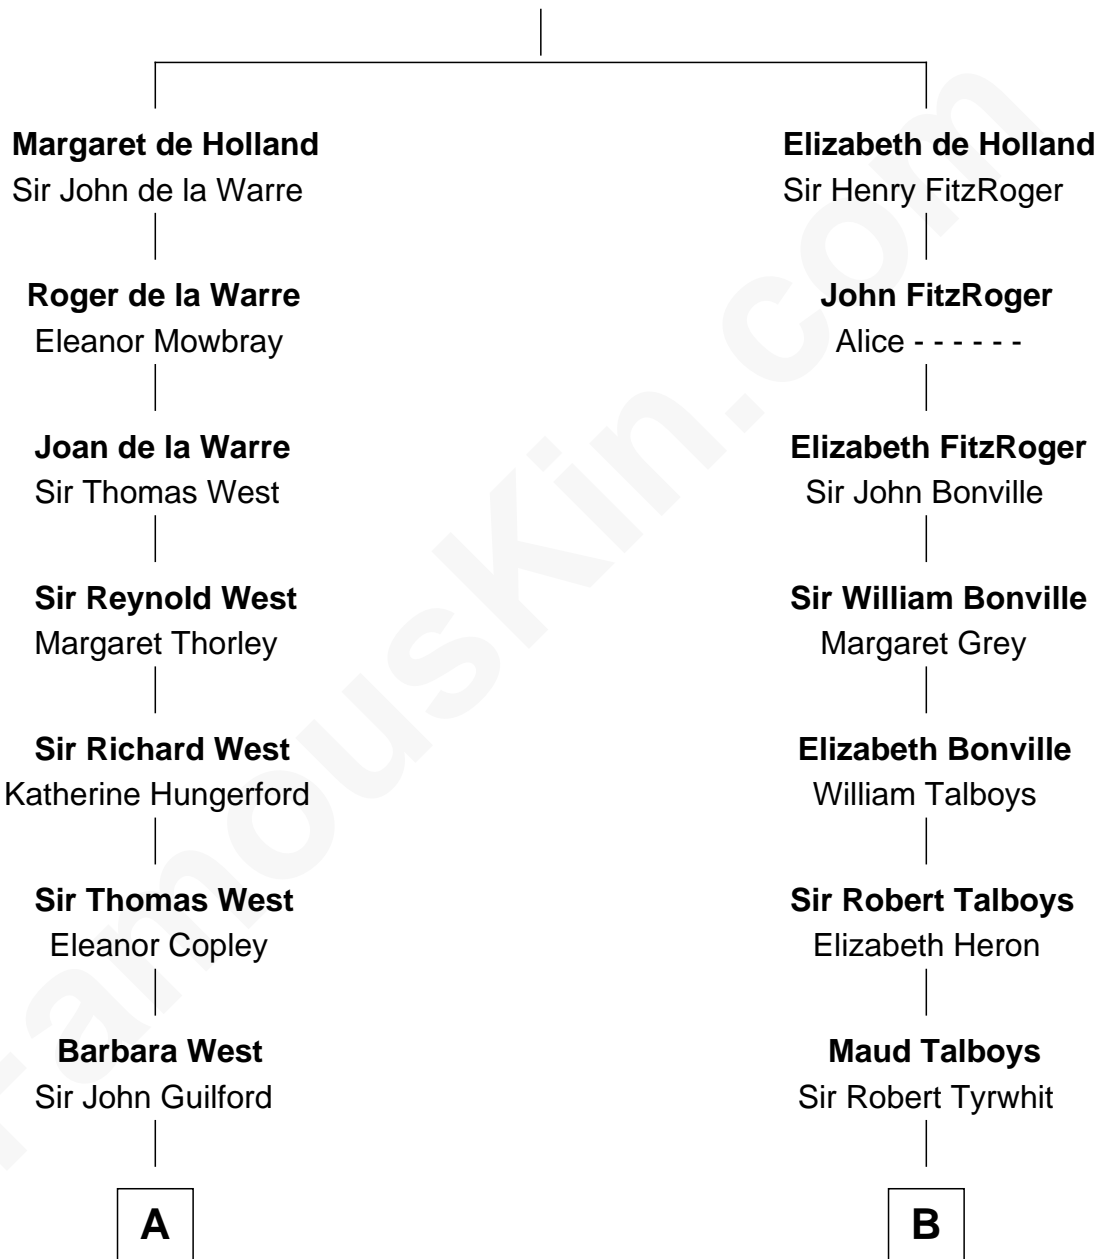 Margaret de Holland
Sir John de la Warre
Roger de la Warre
Eleanor Mowbray
Joan de la Warre
Sir Thomas West
Sir Reynold West
Margaret Thorley
Sir Richard West
Katherine Hungerford
Sir Thomas West
Eleanor Copley
Barbara West
Sir John Guilford
A
Elizabeth de Holland
Sir Henry FitzRoger
John FitzRoger
Alice - - - - - -
Elizabeth FitzRoger
Sir John Bonville
Sir William Bonville
Margaret Grey
Elizabeth Bonville
William Talboys
Sir Robert Talboys
Elizabeth Heron
Maud Talboys
Sir Robert Tyrwhit
B
FamousKin.com